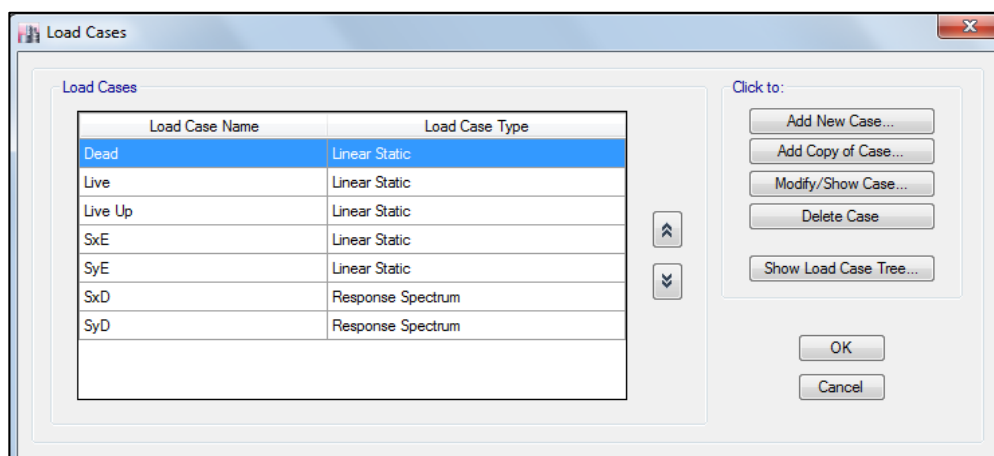 Load Cases
Load Cases
Load Case Name Load Case Type
Dead Linear Static
Live Linear Static
Live Up Linear Static
SxE Linear Static
SyE Linear Static
SxD Response Spectrum
SyD Response Spectrum
Click to:
Add New Case...
Add Copy of Case...
Modify/Show Case...
Delete Case
Show Load Case Tree...
OK
Cancel